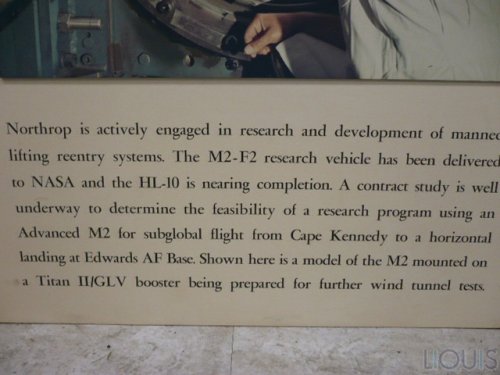 Northrop is actively engaged in research and development of manned
lifting reentry systems. The M2-F2 research vehicle has been delivered
to NASA and the HL-10 is nearing completion. A contract study is well
underway to determine the feasibility of a research program using an
Advanced M2 for subglobal flight from Cape Kennedy to a horizontal
landing at Edwards AF Base. Shown here is a model of the M2 mounted on
a Titan II/GLV booster being prepared for further wind tunnel tests.
LIOUIS